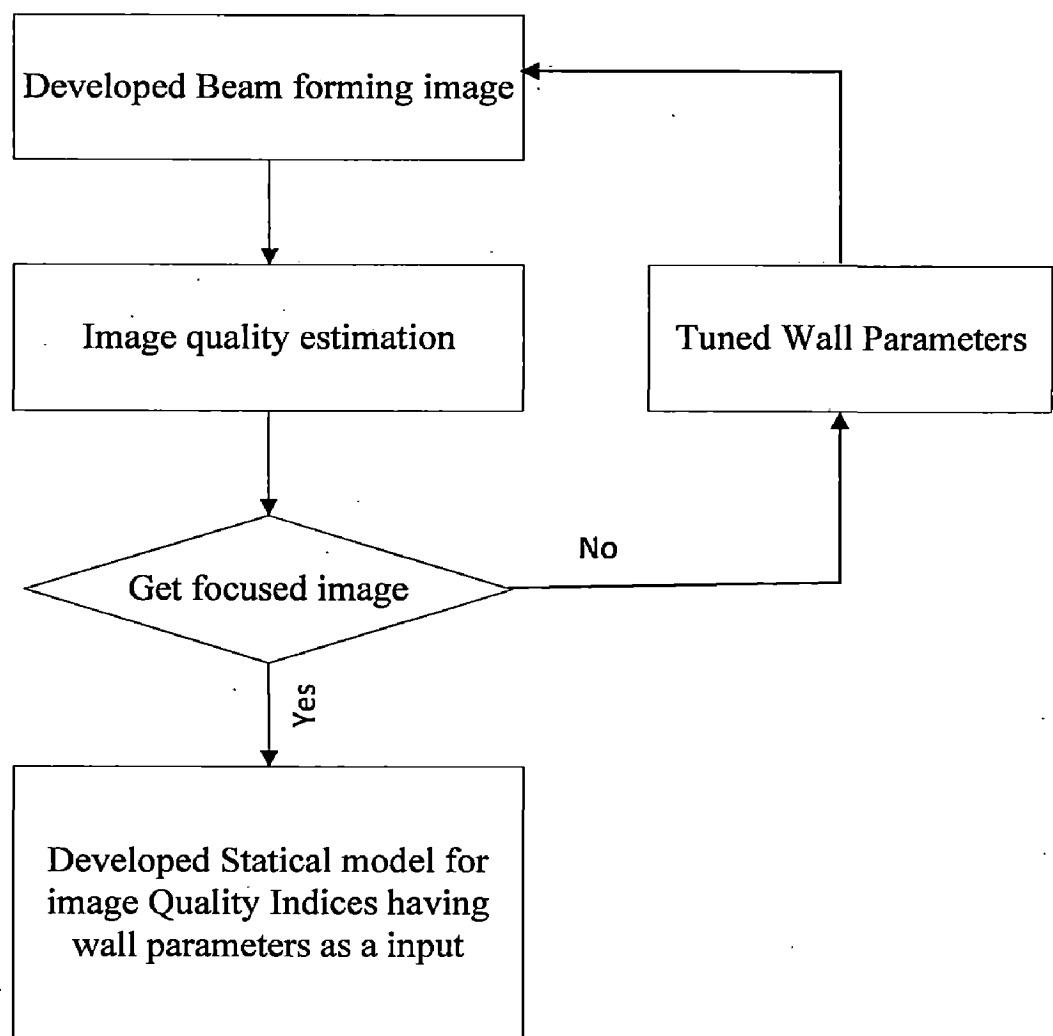 Developed Beam forming image
Image quality estimation
Tuned Wall Parameters
Get focused image
No
Yes
Developed Statical model for
image Quality Indices having
wall parameters as a input